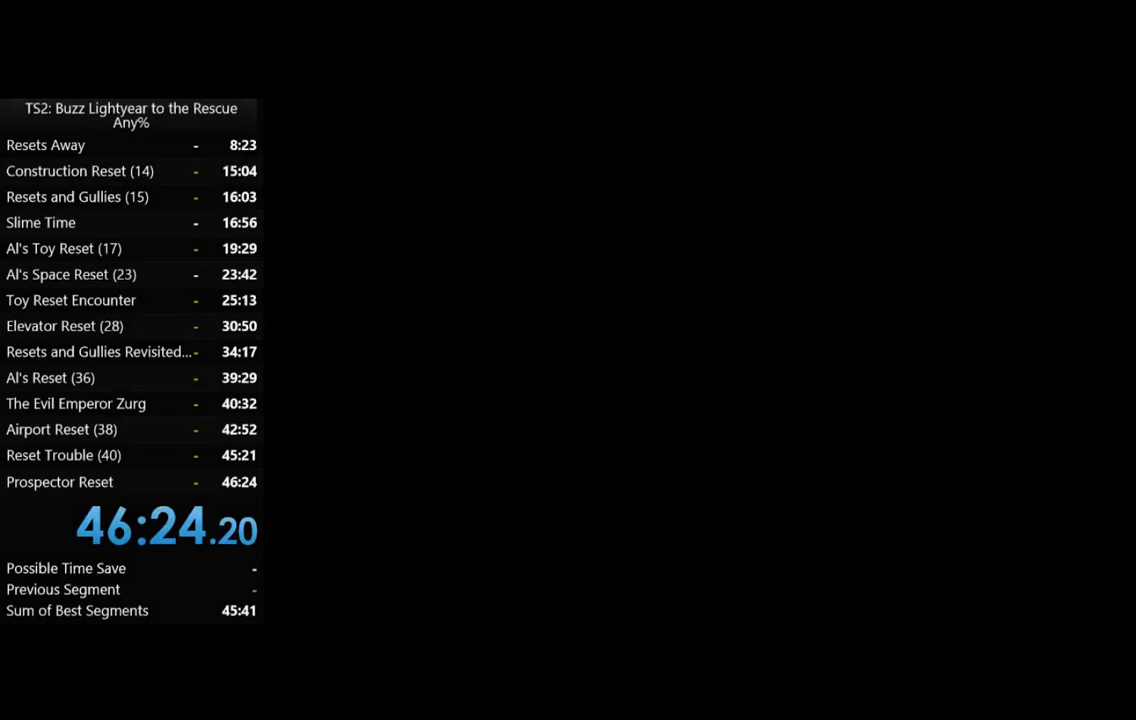 TS2: Buzz Lightyear to the Rescue
Any%
Resets Away - 8:23
Construction Reset (14) - 15:04
Resets and Gullies (15) - 16:03
Slime Time - 16:56
Al's Toy Reset (17) - 19:29
Al's Space Reset (23) - 23:42
Toy Reset Encounter - 25:13
Elevator Reset (28) - 30:50
Resets and Gullies Revisited... - 34:17
Al's Reset (36) - 39:29
The Evil Emperor Zurg - 40:32
Airport Reset (38) - 42:52
Reset Trouble (40) - 45:21
Prospector Reset - 46:24
46:24.20
Possible Time Save -
Previous Segment -
Sum of Best Segments 45:41